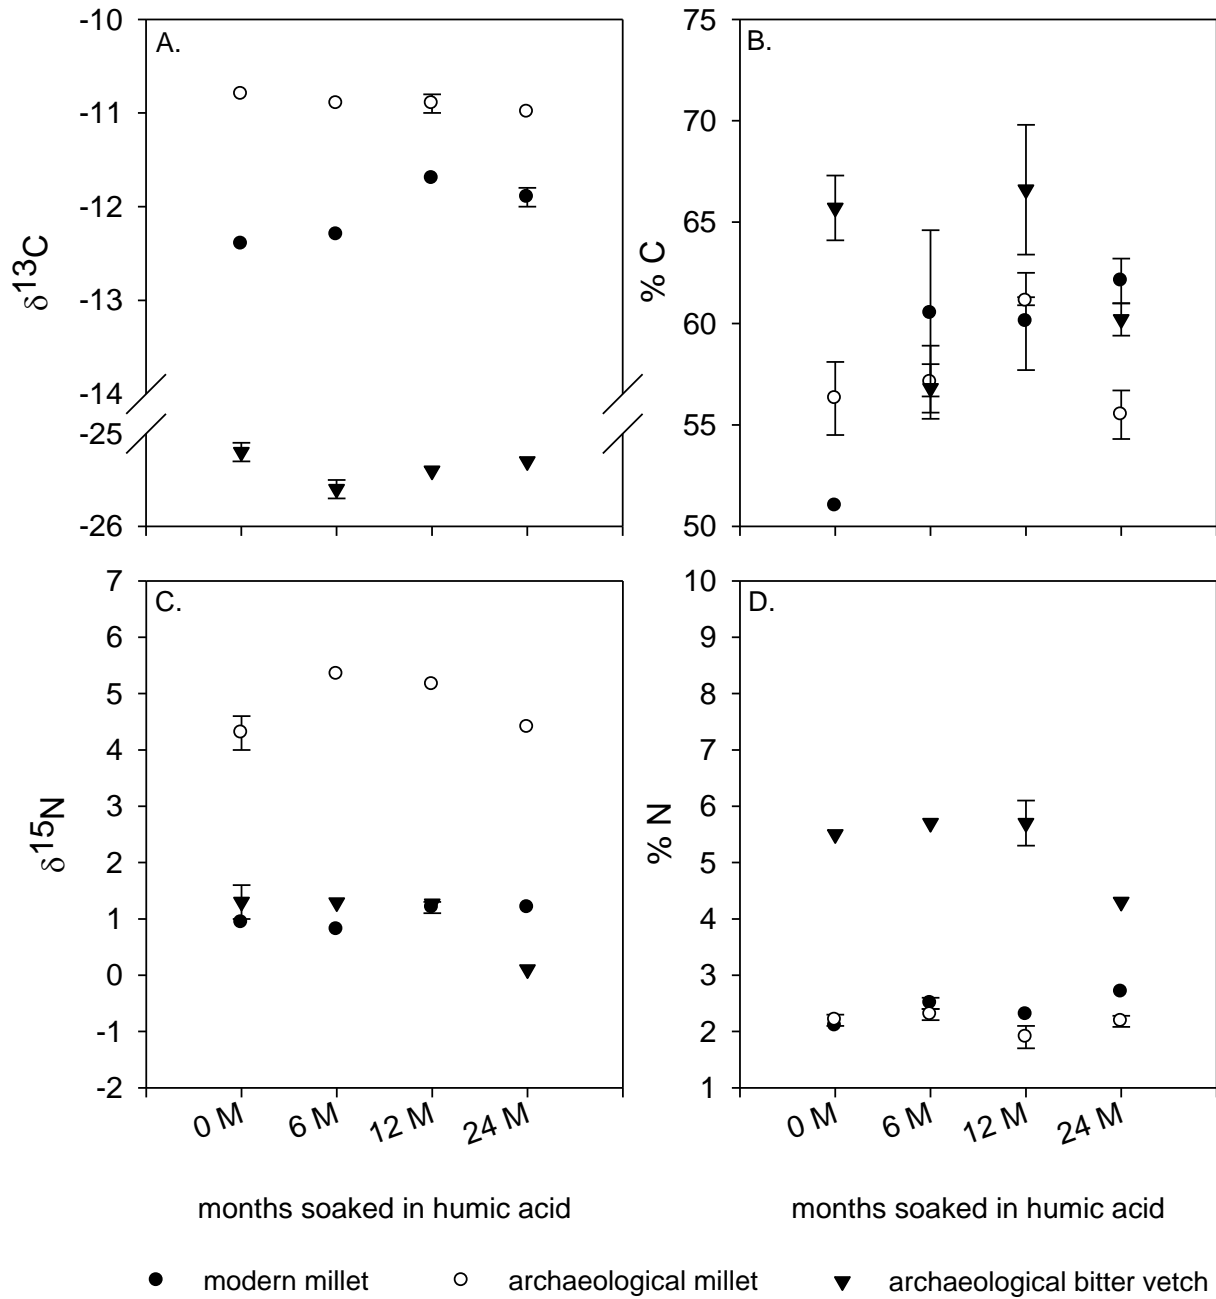 A.
-10
-11
-12
-13
-14
-25
-26
δ13C
B.
75
70
65
60
55
50
% C
C.
7
6
5
4
3
2
1
0
-1
-2
δ15N
0 M 6 M 12 M 24 M
months soaked in humic acid
D.
10
9
8
7
6
5
4
3
2
1
% N
0 M 6 M 12 M 24 M
months soaked in humic acid
modern millet archaeological millet archaeological bitter vetch